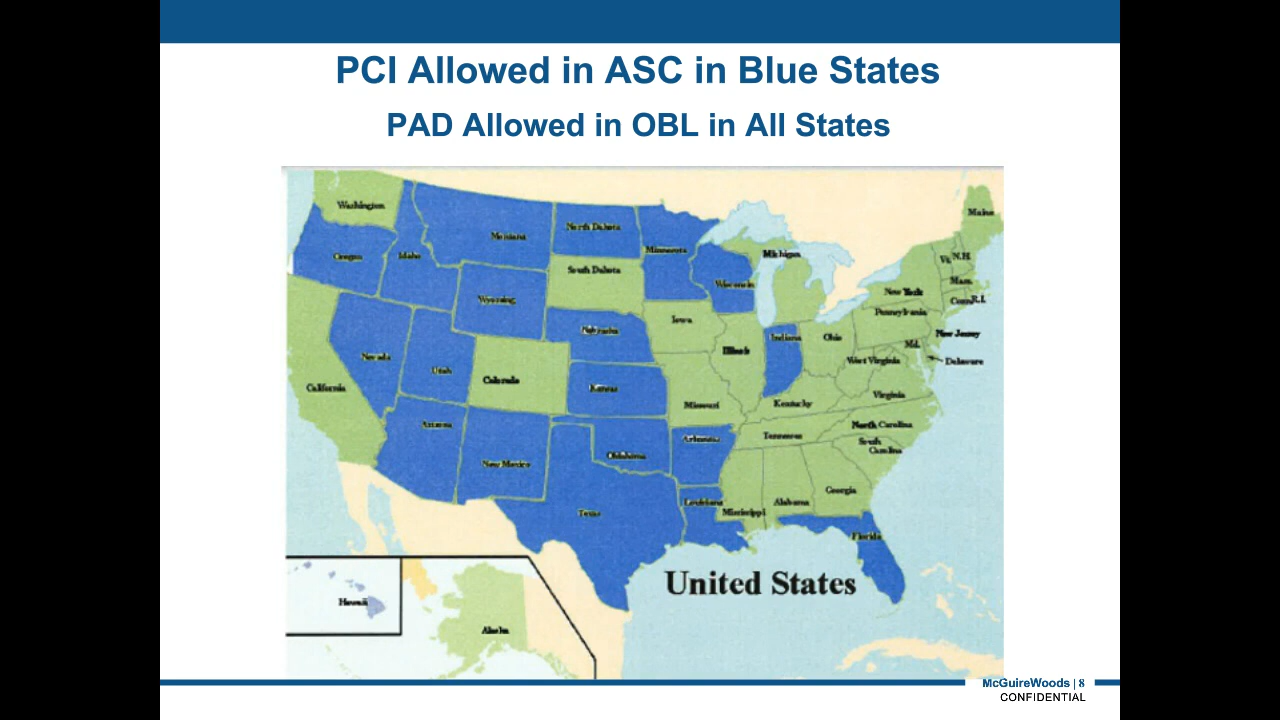 PCI Allowed in ASC in Blue States
PAD Allowed in OBL in All States
Washington
Maine
Montana
North Dakota
Minnesota
Vt.
N.H.
Oregon
Idaho
Michigan
South Dakota
Wisconsin
Mass.
New York
Wyoming
Conn.
R.I.
Pennsylvania
Iowa
Nebraska
New Jersey
Nevada
Illinois
Indiana
Ohio
Md.
Delaware
Utah
Colorado
West Virginia
California
Kansas
Virginia
Missouri
Kentucky
Arizona
North Carolina
Arkansas
Tennessee
South
Carolina
New Mexico
Oklahoma
Georgia
Louisiana
Alabama
Texas
Mississippi
Florida
United States
Hawaii
Alaska
McGuireWoods | 8
CONFIDENTIAL